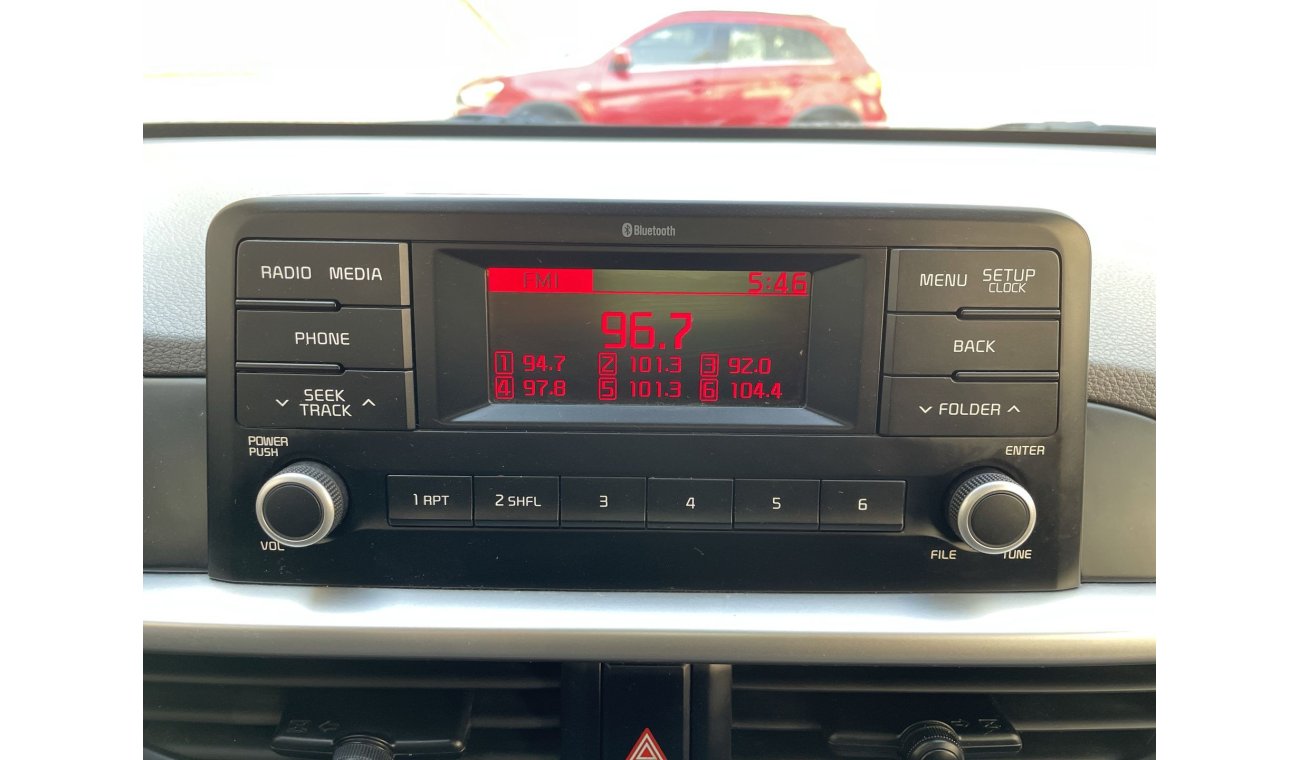 Bluetooth
RADIO MEDIA
FM1 5:46
MENU SETUP
CLOCK
PHONE
96.7
BACK
1 94.7 2 101.3 3 92.0
4 97.8 5 101.3 6 104.4
SEEK
TRACK
FOLDER
POWER
PUSH
ENTER
1 RPT 2 SHFL 3 4 5 6
VOL
FILE TUNE